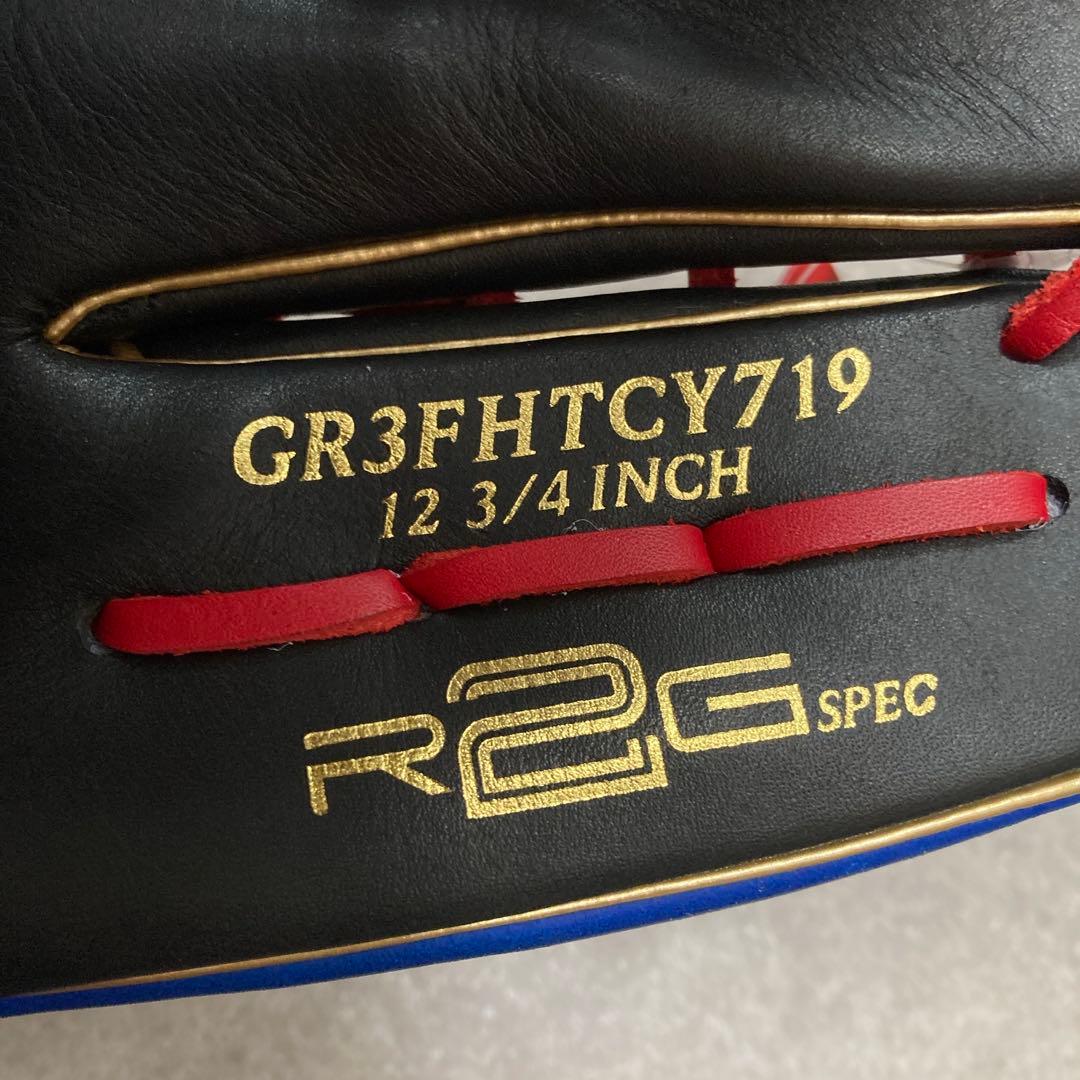 GR3FHTCY719
12 3/4 INCH
R2G SPEC